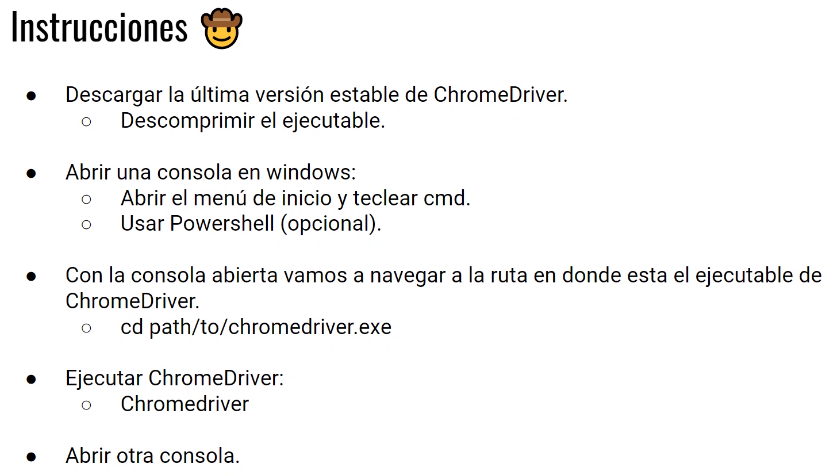 Instrucciones 🤠
● Descargar la última versión estable de ChromeDriver.
○ Descomprimir el ejecutable.
● Abrir una consola en windows:
○ Abrir el menú de inicio y teclear cmd.
○ Usar Powershell (opcional).
● Con la consola abierta vamos a navegar a la ruta en donde esta el ejecutable de
ChromeDriver.
○ cd path/to/chromedriver.exe
● Ejecutar ChromeDriver:
○ Chromedriver
● Abrir otra consola.